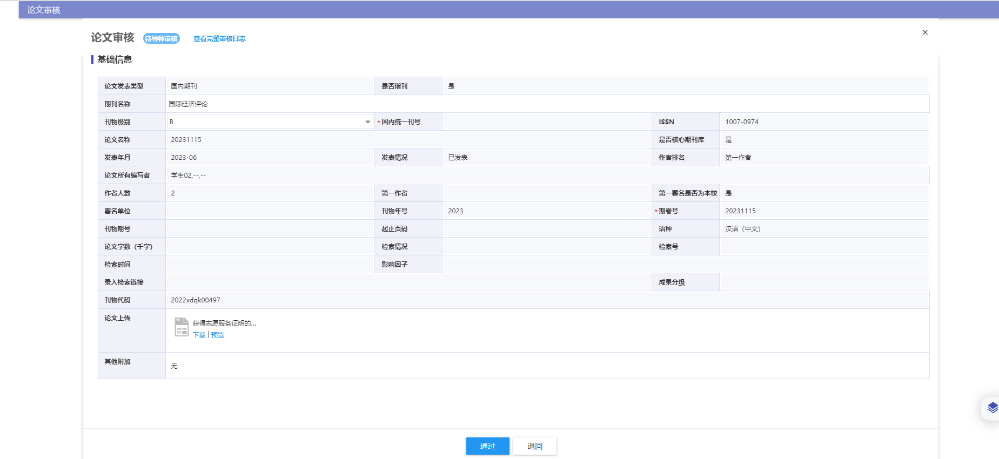 论文审核
论文审核 待导师审核 查看完整审核日志 ×
基础信息
论文发表类型 国内期刊 是否增刊 是
期刊名称 国际经济评论
刊物级别 B *国内统一刊号 ISSN 1007-0974
论文名称 20231115 是否核心期刊库 是
发表年月 2023-06 发表情况 已发表 作者排名 第一作者
论文所有编写者 学生02,--,--
作者人数 2 第一作者 第一署名是否为本校 是
署名单位 刊物年号 2023 *期卷号 20231115
刊物期号 起止页码 语种 汉语（中文）
论文字数（千字） 检索情况 检索号
检索时间 影响因子
录入检索链接 成果分级
刊物代码 2022xdqk00497
论文上传 PDF 获得志愿服务证明的...
下载 | 预览
其他附加 无
通过 退回